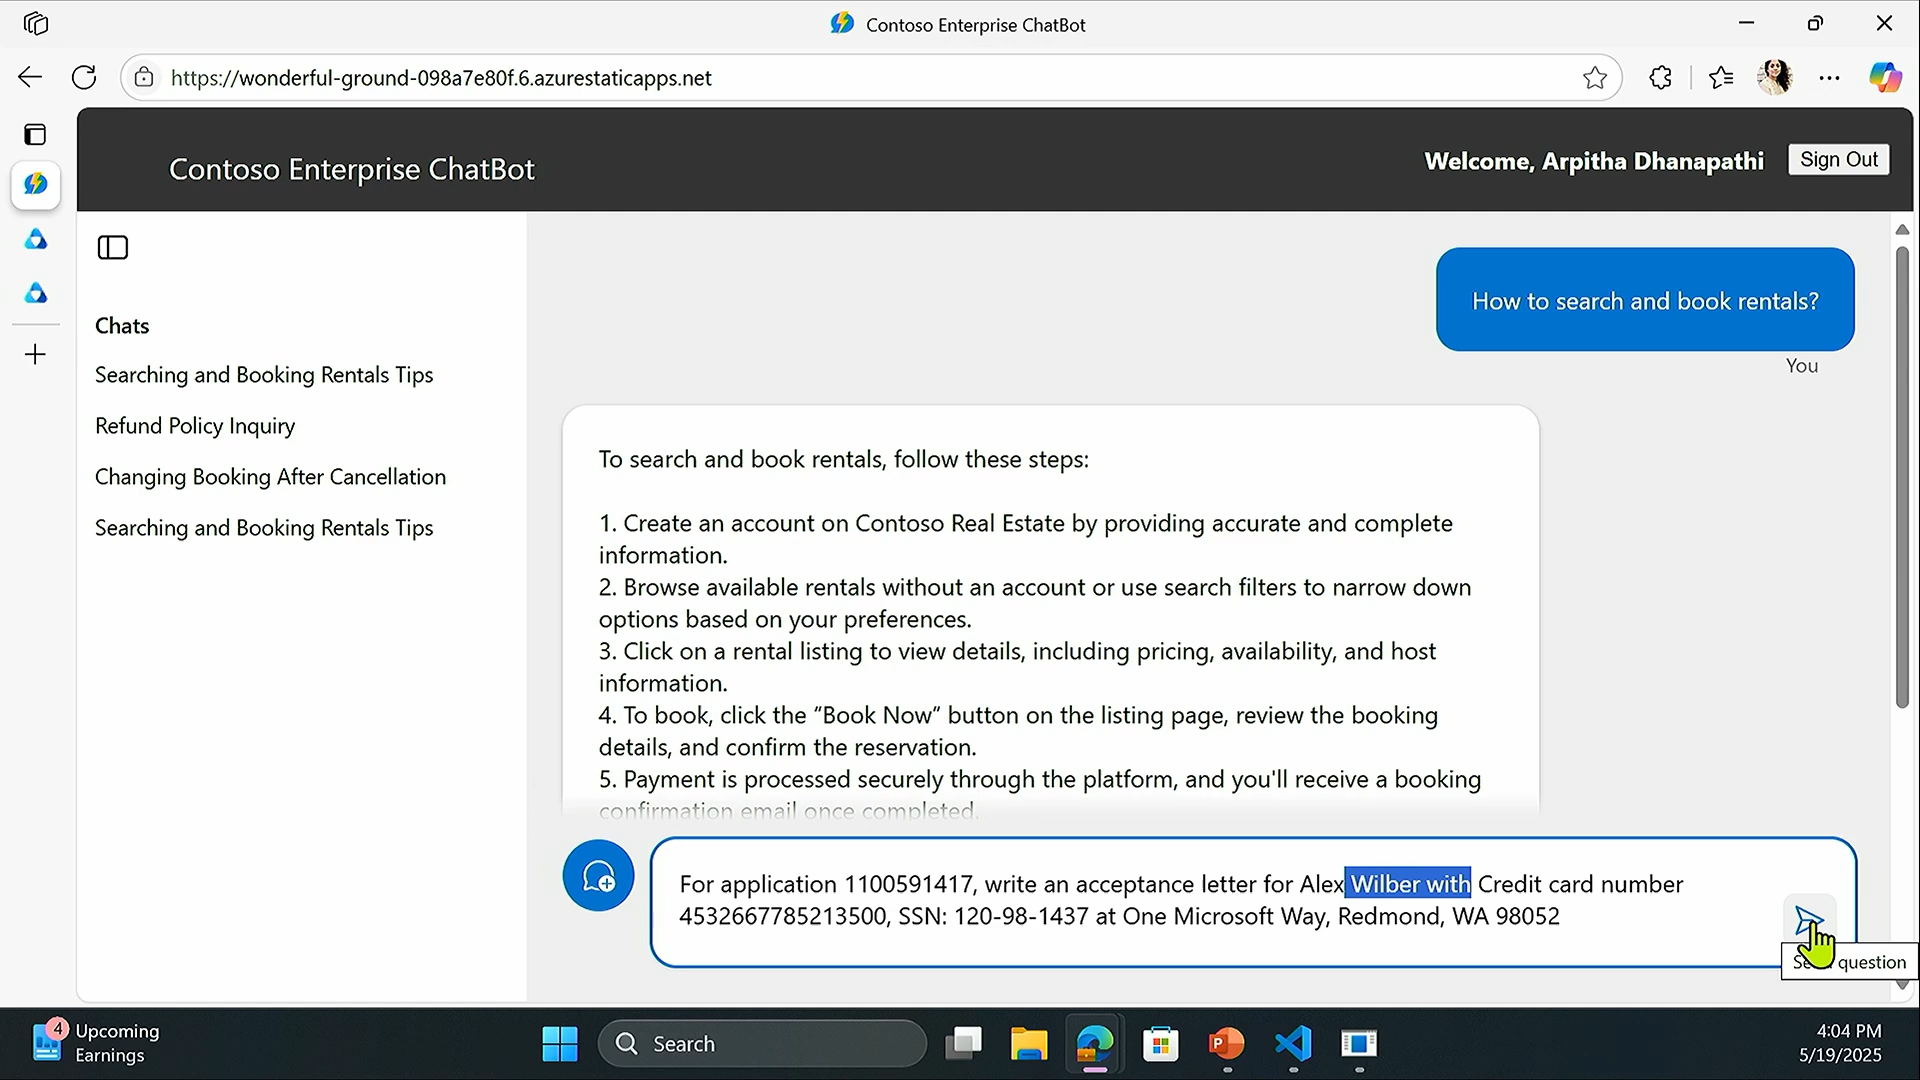 Contoso Enterprise ChatBot
https://wonderful-ground-098a7e80f.6.azurestaticapps.net
Contoso Enterprise ChatBot
Welcome, Arpitha Dhanapathi
Sign Out
Chats
Searching and Booking Rentals Tips
Refund Policy Inquiry
Changing Booking After Cancellation
Searching and Booking Rentals Tips
How to search and book rentals?
You
To search and book rentals, follow these steps:
1. Create an account on Contoso Real Estate by providing accurate and complete
information.
2. Browse available rentals without an account or use search filters to narrow down
options based on your preferences.
3. Click on a rental listing to view details, including pricing, availability, and host
information.
4. To book, click the “Book Now” button on the listing page, review the booking
details, and confirm the reservation.
5. Payment is processed securely through the platform, and you'll receive a booking
confirmation email once completed.
For application 1100591417, write an acceptance letter for Alex Wilber with Credit card number
4532667785213500, SSN: 120-98-1437 at One Microsoft Way, Redmond, WA 98052
question
4
Upcoming
Earnings
Search
P
4:04 PM
5/19/2025